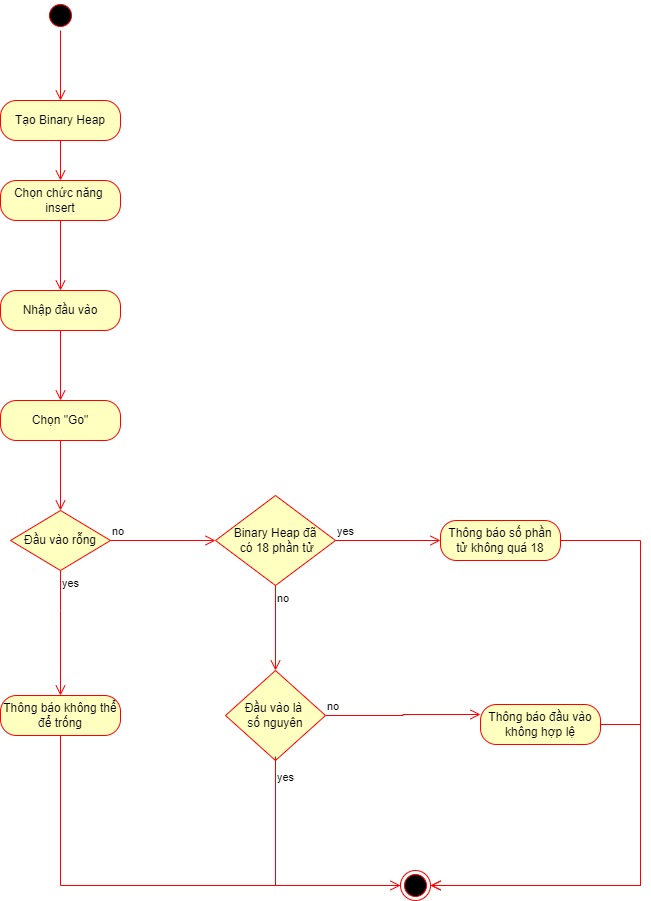 Tạo Binary Heap
Chọn chức năng
insert
Nhập đầu vào
Chọn "Go"
Đầu vào rỗng
no
Binary Heap đã
có 18 phần tử
yes
Thông báo số phần
tử không quá 18
yes
no
Thông báo không thể
để trống
Đầu vào là
số nguyên
no
Thông báo đầu vào
không hợp lệ
yes